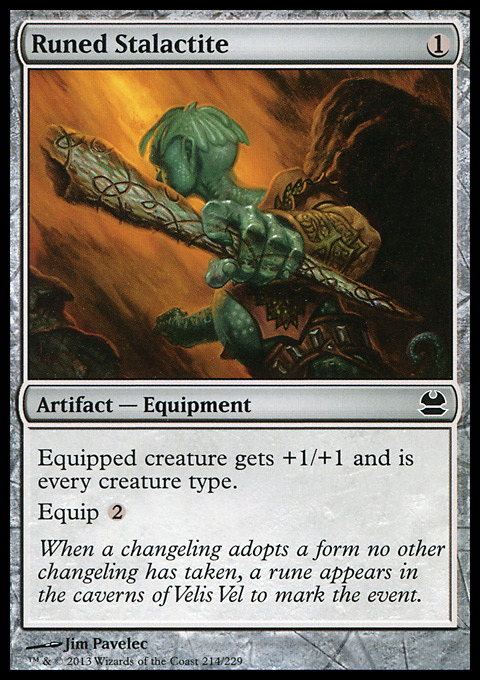 Runed Stalactite 1
Artifact — Equipment
Equipped creature gets +1/+1 and is
every creature type.
Equip 2
When a changeling adopts a form no other
changeling has taken, a rune appears in
the caverns of Velis Vel to mark the event.
Jim Pavelec
™ & © 2013 Wizards of the Coast 214/229